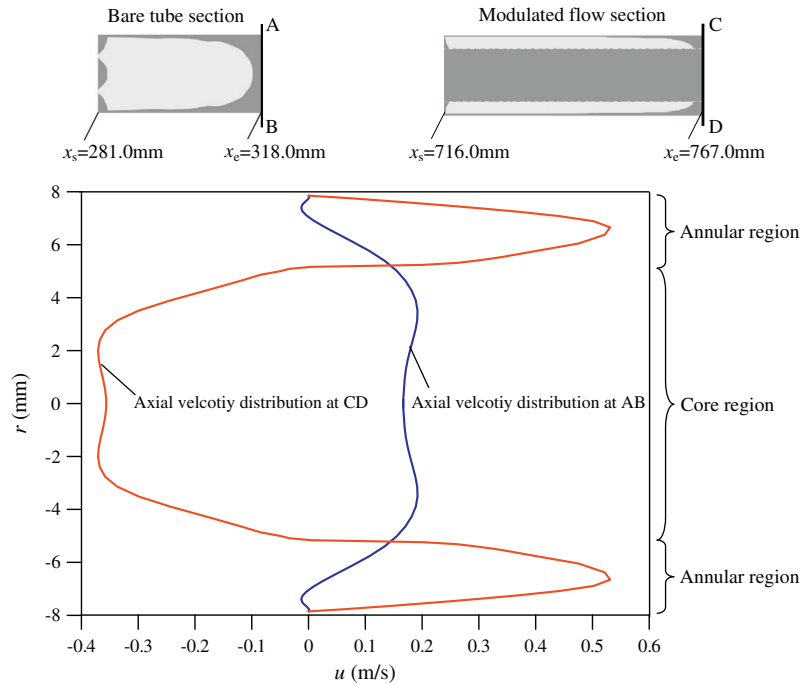 Bare tube section
Modulated flow section
A
C
B
D
xs=281.0mm
xe=318.0mm
xs=716.0mm
xe=767.0mm
8
6
4
2
0
-2
-4
-6
-8
r (mm)
Annular region
Axial velcotiy distribution at CD
Axial velcotiy distribution at AB
Core region
Annular region
-0.4
-0.3
-0.2
-0.1
0
0.1
0.2
0.3
0.4
0.5
0.6
u (m/s)